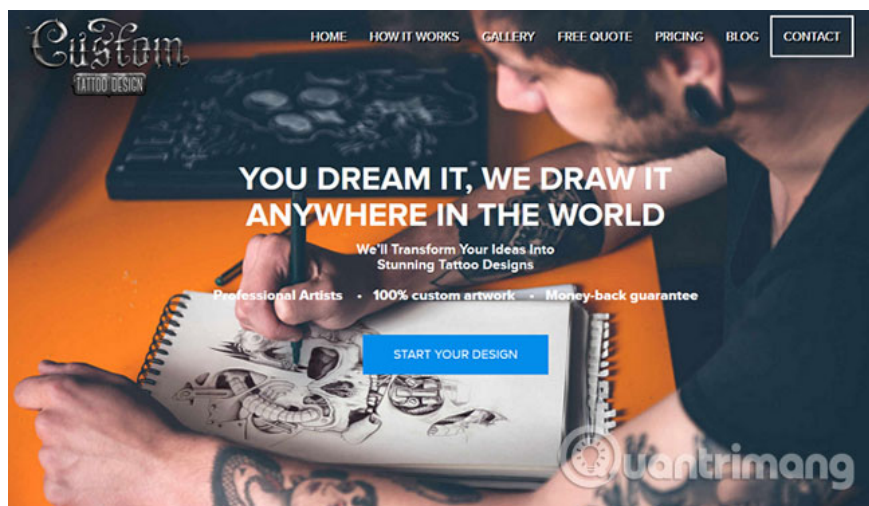 Custom
TATTOO DESIGN
HOME HOW IT WORKS GALLERY FREE QUOTE PRICING BLOG CONTACT
YOU DREAM IT, WE DRAW IT
ANYWHERE IN THE WORLD
We'll Transform Your Ideas Into
Stunning Tattoo Designs
Professional Artists • 100% custom artwork • Money-back guarantee
START YOUR DESIGN
Quantrimang